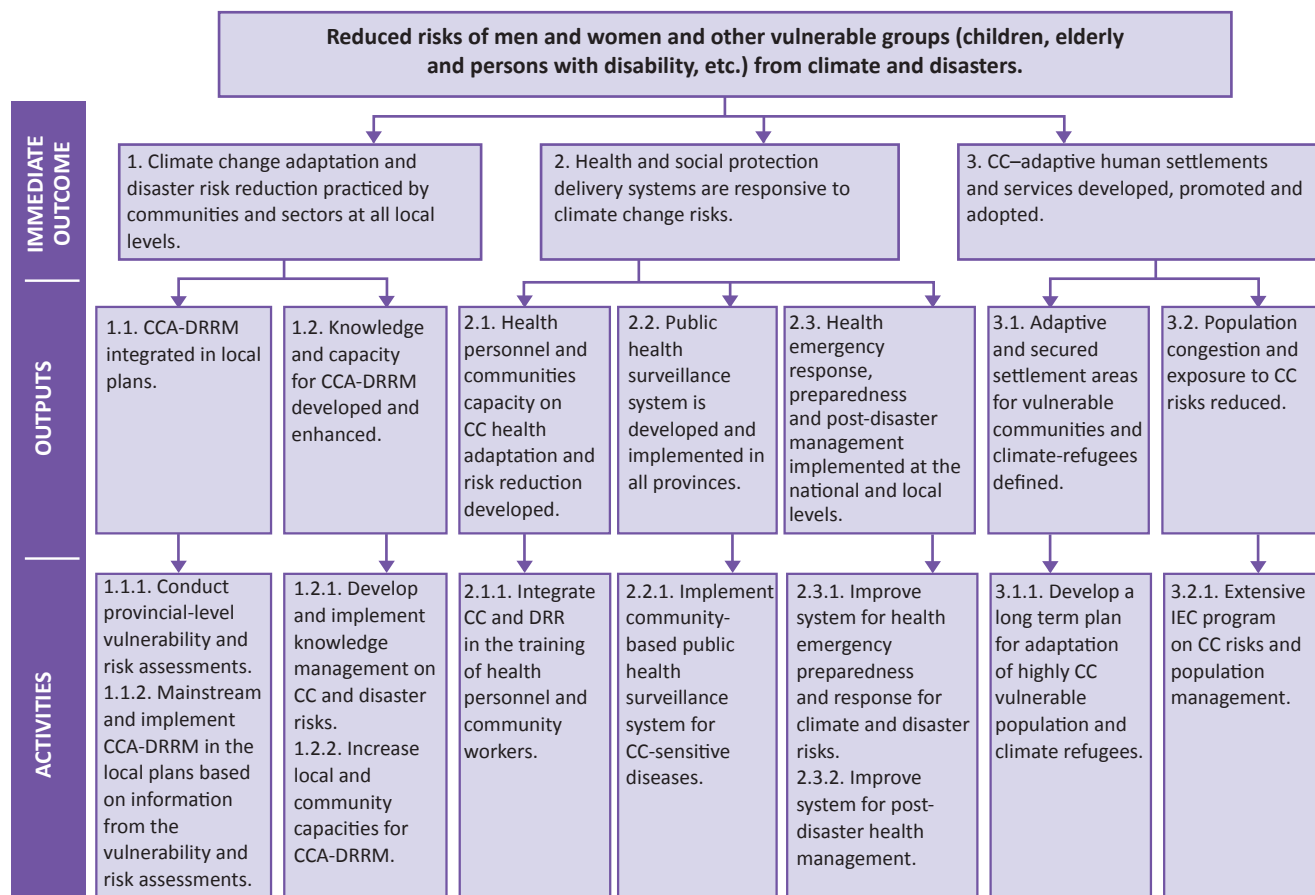 Reduced risks of men and women and other vulnerable groups (children, elderly
and persons with disability, etc.) from climate and disasters.
IMMEDIATE
OUTCOME
1. Climate change adaptation and
disaster risk reduction practiced by
communities and sectors at all local
levels.
2. Health and social protection
delivery systems are responsive to
climate change risks.
3. CC–adaptive human settlements
and services developed, promoted and
adopted.
OUTPUTS
1.1. CCA-DRRM
integrated in local
plans.
1.2. Knowledge
and capacity
for CCA-DRRM
developed and
enhanced.
2.1. Health
personnel and
communities
capacity on
CC health
adaptation and
risk reduction
developed.
2.2. Public
health
surveillance
system is
developed and
implemented in
all provinces.
2.3. Health
emergency
response,
preparedness
and post-disaster
management
implemented at the
national and local
levels.
3.1. Adaptive
and secured
settlement areas
for vulnerable
communities and
climate-refugees
defined.
3.2. Population
congestion and
exposure to CC
risks reduced.
ACTIVITIES
1.1.1. Conduct
provincial-level
vulnerability and
risk assessments.
1.1.2. Mainstream
and implement
CCA-DRRM in the
local plans based
on information
from the
vulnerability and
risk assessments.
1.2.1. Develop
and implement
knowledge
management on
CC and disaster
risks.
1.2.2. Increase
local and
community
capacities for
CCA-DRRM.
2.1.1. Integrate
CC and DRR
in the training
of health
personnel and
community
workers.
2.2.1. Implement
community-
based public
health
surveillance
system for
CC-sensitive
diseases.
2.3.1. Improve
system for health
emergency
preparedness
and response for
climate and disaster
risks.
2.3.2. Improve
system for post-
disaster health
management.
3.1.1. Develop a
long term plan
for adaptation
of highly CC
vulnerable
population and
climate refugees.
3.2.1. Extensive
IEC program
on CC risks and
population
management.